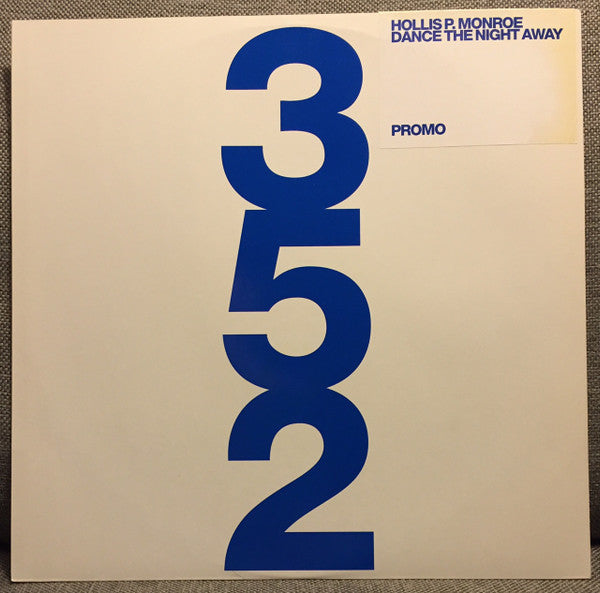 HOLLIS P. MONROE
DANCE THE NIGHT AWAY
PROMO
3
5
2